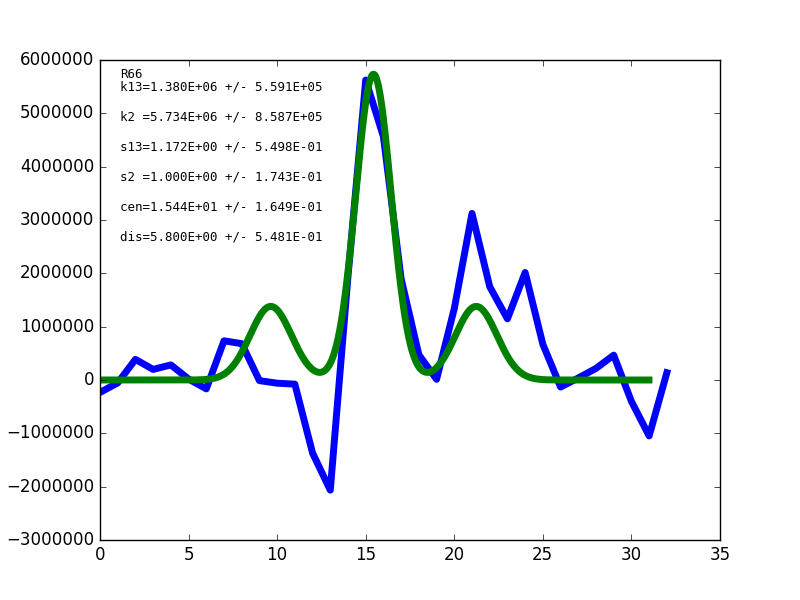 6000000
5000000
4000000
3000000
2000000
1000000
0
−1000000
−2000000
−3000000
R66
k13=1.380E+06 +/- 5.591E+05
k2 =5.734E+06 +/- 8.587E+05
s13=1.172E+00 +/- 5.498E-01
s2 =1.000E+00 +/- 1.743E-01
cen=1.544E+01 +/- 1.649E-01
dis=5.800E+00 +/- 5.481E-01
0 5 10 15 20 25 30 35